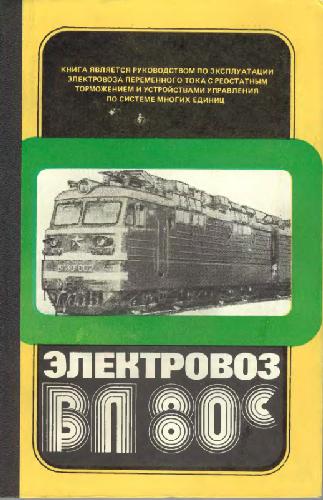 КНИГА ЯВЛЯЕТСЯ РУКОВОДСТВОМ ПО ЭКСПЛУАТАЦИИ
ЭЛЕКТРОВОЗА ПЕРЕМЕННОГО ТОКА С РЕОСТАТНЫМ
ТОРМОЖЕНИЕМ И УСТРОЙСТВАМИ УПРАВЛЕНИЯ
ПО СИСТЕМЕ МНОГИХ ЕДИНИЦ
ЭЛЕКТРОВОЗ
ВЛ 80с